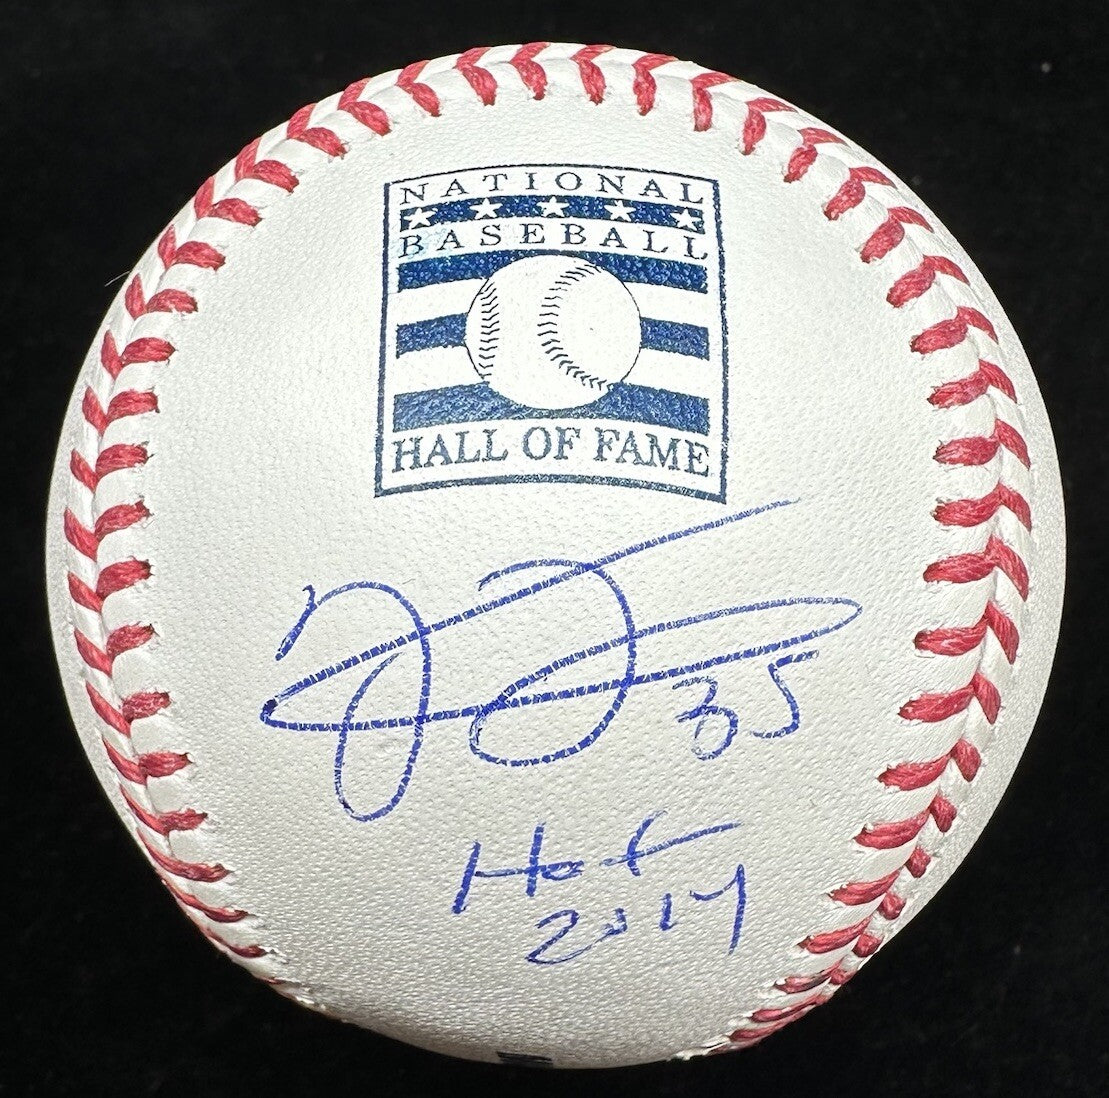 NATIONAL
BASEBALL
HALL OF FAME
35
HoF
2014